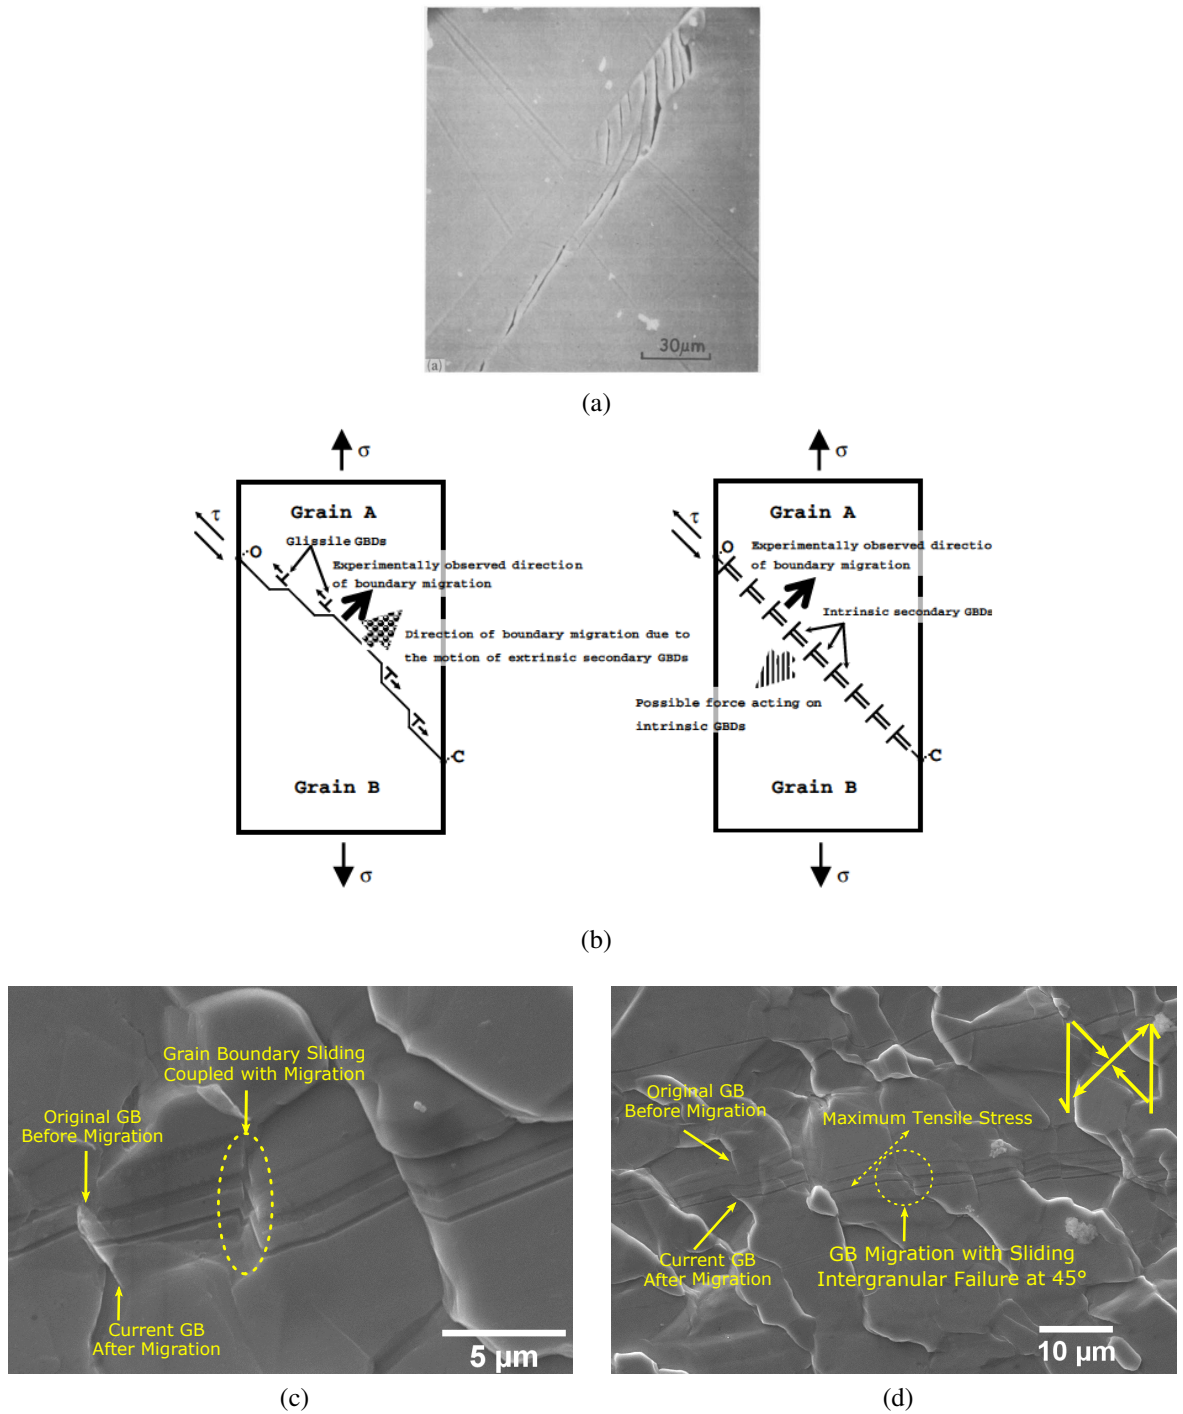 30μm
(a)
(a)
σ
σ
Grain A
Grain A
τ
τ
O
O
Glissile GBDs
Experimentally observed direction
of boundary migration
Experimentally observed directio
of boundary migration
Intrinsic secondary GBDs
Direction of boundary migration due to
the motion of extrinsic secondary GBDs
Possible force acting on
intrinsic GBDs
C
C
Grain B
Grain B
σ
σ
(b)
Grain Boundary Sliding
Coupled with Migration
Original GB
Before Migration
Current GB
After Migration
5 μm
(c)
Original GB
Before Migration
Maximum Tensile Stress
Current GB
After Migration
GB Migration with Sliding
Intergranular Failure at 45°
10 μm
(d)